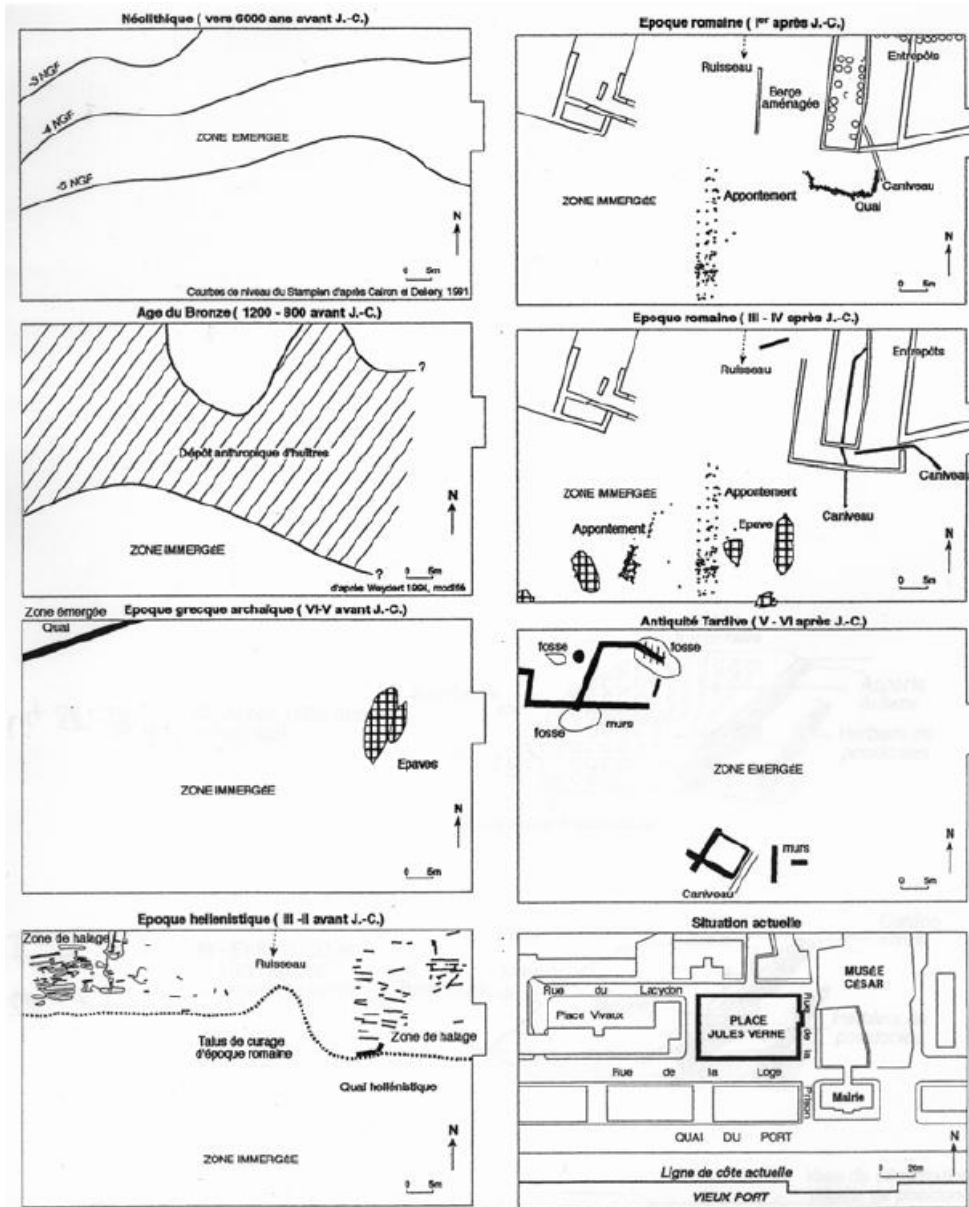 Néolithique ( vers 6000 ans avant J.-C.)
-3 NGF
-4 NGF
ZONE EMERGÉE
-5 NGF
N
0 5m
Courbes de niveau du Stampien d'après Cairon et Dellery, 1991
Age du Bronze ( 1200 - 800 avant J.-C.)
?
Dépôt anthropique d'huîtres
N
ZONE IMMERGÉE
?
0 5m
d'après Weydert 1994, modifié
Epoque grecque archaïque ( VI-V avant J.-C.)
Zone émergée
Quai
Epaves
ZONE IMMERGÉE
N
0 5m
Epoque hellenistique ( III -II avant J.-C.)
Zone de halage
Ruisseau
Talus de curage
d'époque romaine
Zone de halage
Quai hellénistique
N
ZONE IMMERGÉE
0 5m
Epoque romaine ( Ier après J.-C.)
Ruisseau
Entrepôts
Berge
aménagée
Caniveau
ZONE IMMERGÉE
Appontement
Quai
N
0 5m
Epoque romaine ( III - IV après J.-C.)
Ruisseau
Entrepôts
ZONE IMMERGÉE
Appontement
Caniveau
Appontement
Epave
Caniveau
N
0 5m
Antiquité Tardive ( V - VI après J.-C.)
fosse
fosse
fosse
murs
ZONE EMERGÉE
murs
N
Caniveau
0 5m
Situation actuelle
MUSÉE
CÉSAR
Rue du Lacydon
Place Vivaux
PLACE
JULES VERNE
Rue de la Prison
Rue de la Loge
Mairie
QUAI DU PORT
N
Ligne de côte actuelle
0 20m
VIEUX PORT